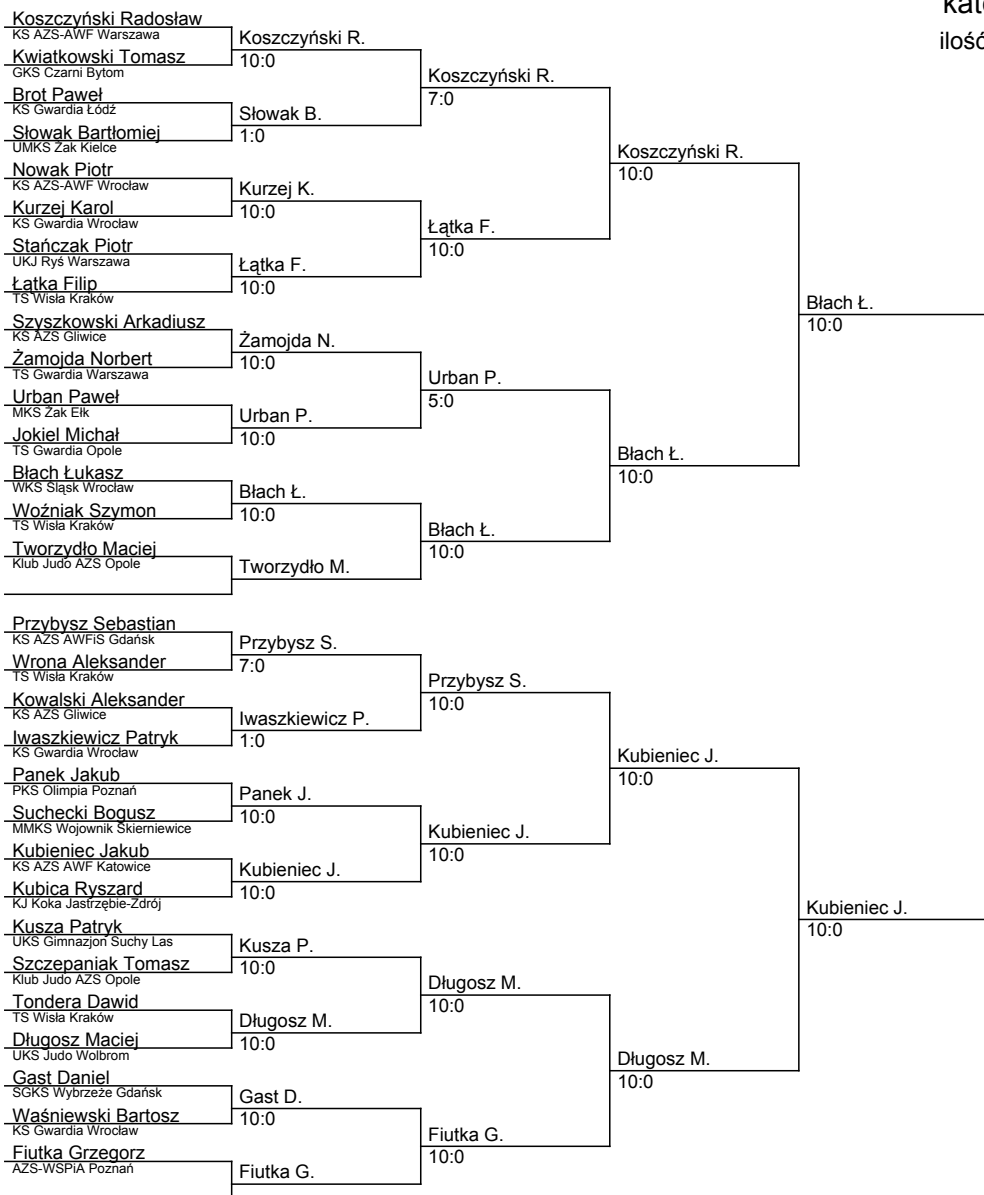 Koszczyński Radosław
KS AZS-AWF Warszawa
Kwiatkowski Tomasz
GKS Czarni Bytom
Brot Paweł
KS Gwardia Łódź
Słowak Bartłomiej
UMKS Żak Kielce
Nowak Piotr
KS AZS-AWF Wrocław
Kurzej Karol
KS Gwardia Wrocław
Stańczak Piotr
UKJ Ryś Warszawa
Łątka Filip
TS Wisła Kraków
Szyszkowski Arkadiusz
KS AZS Gliwice
Żamojda Norbert
TS Gwardia Warszawa
Urban Paweł
MKS Żak Ełk
Jokiel Michał
TS Gwardia Opole
Błach Łukasz
WKS Śląsk Wrocław
Woźniak Szymon
TS Wisła Kraków
Tworzydło Maciej
Klub Judo AZS Opole
Przybysz Sebastian
KS AZS AWFiS Gdańsk
Wrona Aleksander
TS Wisła Kraków
Kowalski Aleksander
KS AZS Gliwice
Iwaszkiewicz Patryk
KS Gwardia Wrocław
Panek Jakub
PKS Olimpia Poznań
Suchecki Bogusz
MMKS Wojownik Skierniewice
Kubieniec Jakub
KS AZS AWF Katowice
Kubica Ryszard
KJ Koka Jastrzębie-Zdrój
Kusza Patryk
UKS Gimnazjon Suchy Las
Szczepaniak Tomasz
Klub Judo AZS Opole
Tondera Dawid
TS Wisła Kraków
Długosz Maciej
UKS Judo Wolbrom
Gast Daniel
SGKS Wybrzeże Gdańsk
Waśniewski Bartosz
KS Gwardia Wrocław
Fiutka Grzegorz
AZS-WSPiA Poznań
Koszczyński R.
10:0
Słowak B.
1:0
Kurzej K.
10:0
Łątka F.
10:0
Żamojda N.
10:0
Urban P.
10:0
Błach Ł.
10:0
Tworzydło M.
Przybysz S.
7:0
Iwaszkiewicz P.
1:0
Panek J.
10:0
Kubieniec J.
10:0
Kusza P.
10:0
Długosz M.
10:0
Gast D.
10:0
Fiutka G.
Koszczyński R.
7:0
Łątka F.
10:0
Urban P.
5:0
Błach Ł.
10:0
Przybysz S.
10:0
Kubieniec J.
10:0
Długosz M.
10:0
Fiutka G.
10:0
Koszczyński R.
10:0
Błach Ł.
10:0
Kubieniec J.
10:0
Długosz M.
10:0
Błach Ł.
10:0
Kubieniec J.
10:0
kate
ilość